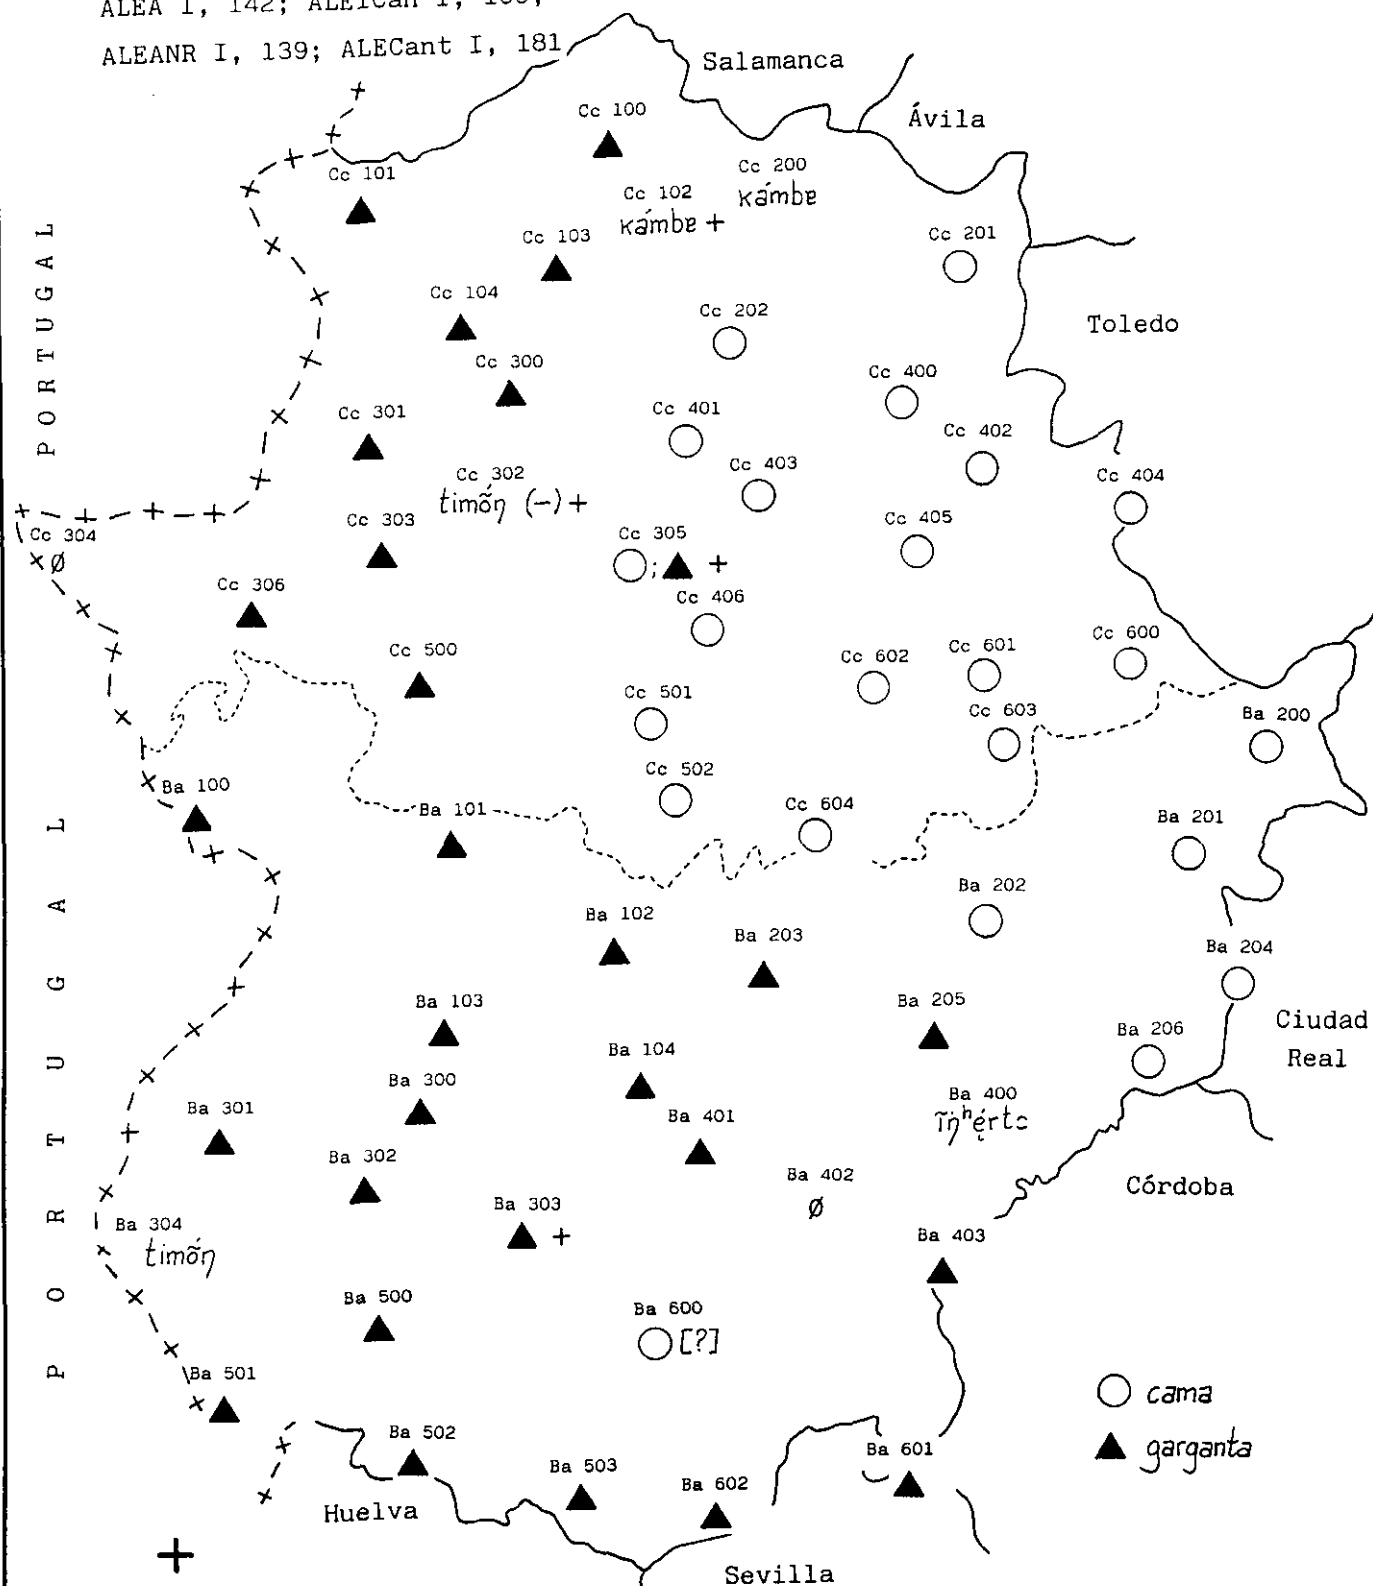 ALEANR I, 139; ALECant I, 181
Salamanca
Ávila
Cc 100
Cc 101
Cc 200
kámbɐ
Cc 102
kámbɐ +
Cc 103
Cc 201
Cc 104
Cc 202
Toledo
PORTUGAL
Cc 300
Cc 400
Cc 301
Cc 401
Cc 402
Cc 302
timṍŋ (–) +
Cc 403
Cc 404
Cc 303
Cc 405
Cc 304
Ø
Cc 305
; +
Cc 306
Cc 406
Cc 500
Cc 600
Cc 601
Cc 602
Cc 501
Cc 603
Ba 200
Cc 502
Ba 100
Ba 101
Cc 604
Ba 201
Ba 202
Ba 102
Ba 203
Ba 204
PORTUGAL
Ba 103
Ba 205
Ciudad
Real
Ba 206
Ba 104
Ba 300
Ba 400
Ba 301
Ba 401
Ba 302
Ba 402
Ø
Córdoba
Ba 303
+
Ba 304
timṍŋ
Ba 403
Ba 500
Ba 600
[?]
Ba 501
cama
garganta
Ba 502
Ba 601
Ba 503
Ba 602
Huelva
Sevilla
+